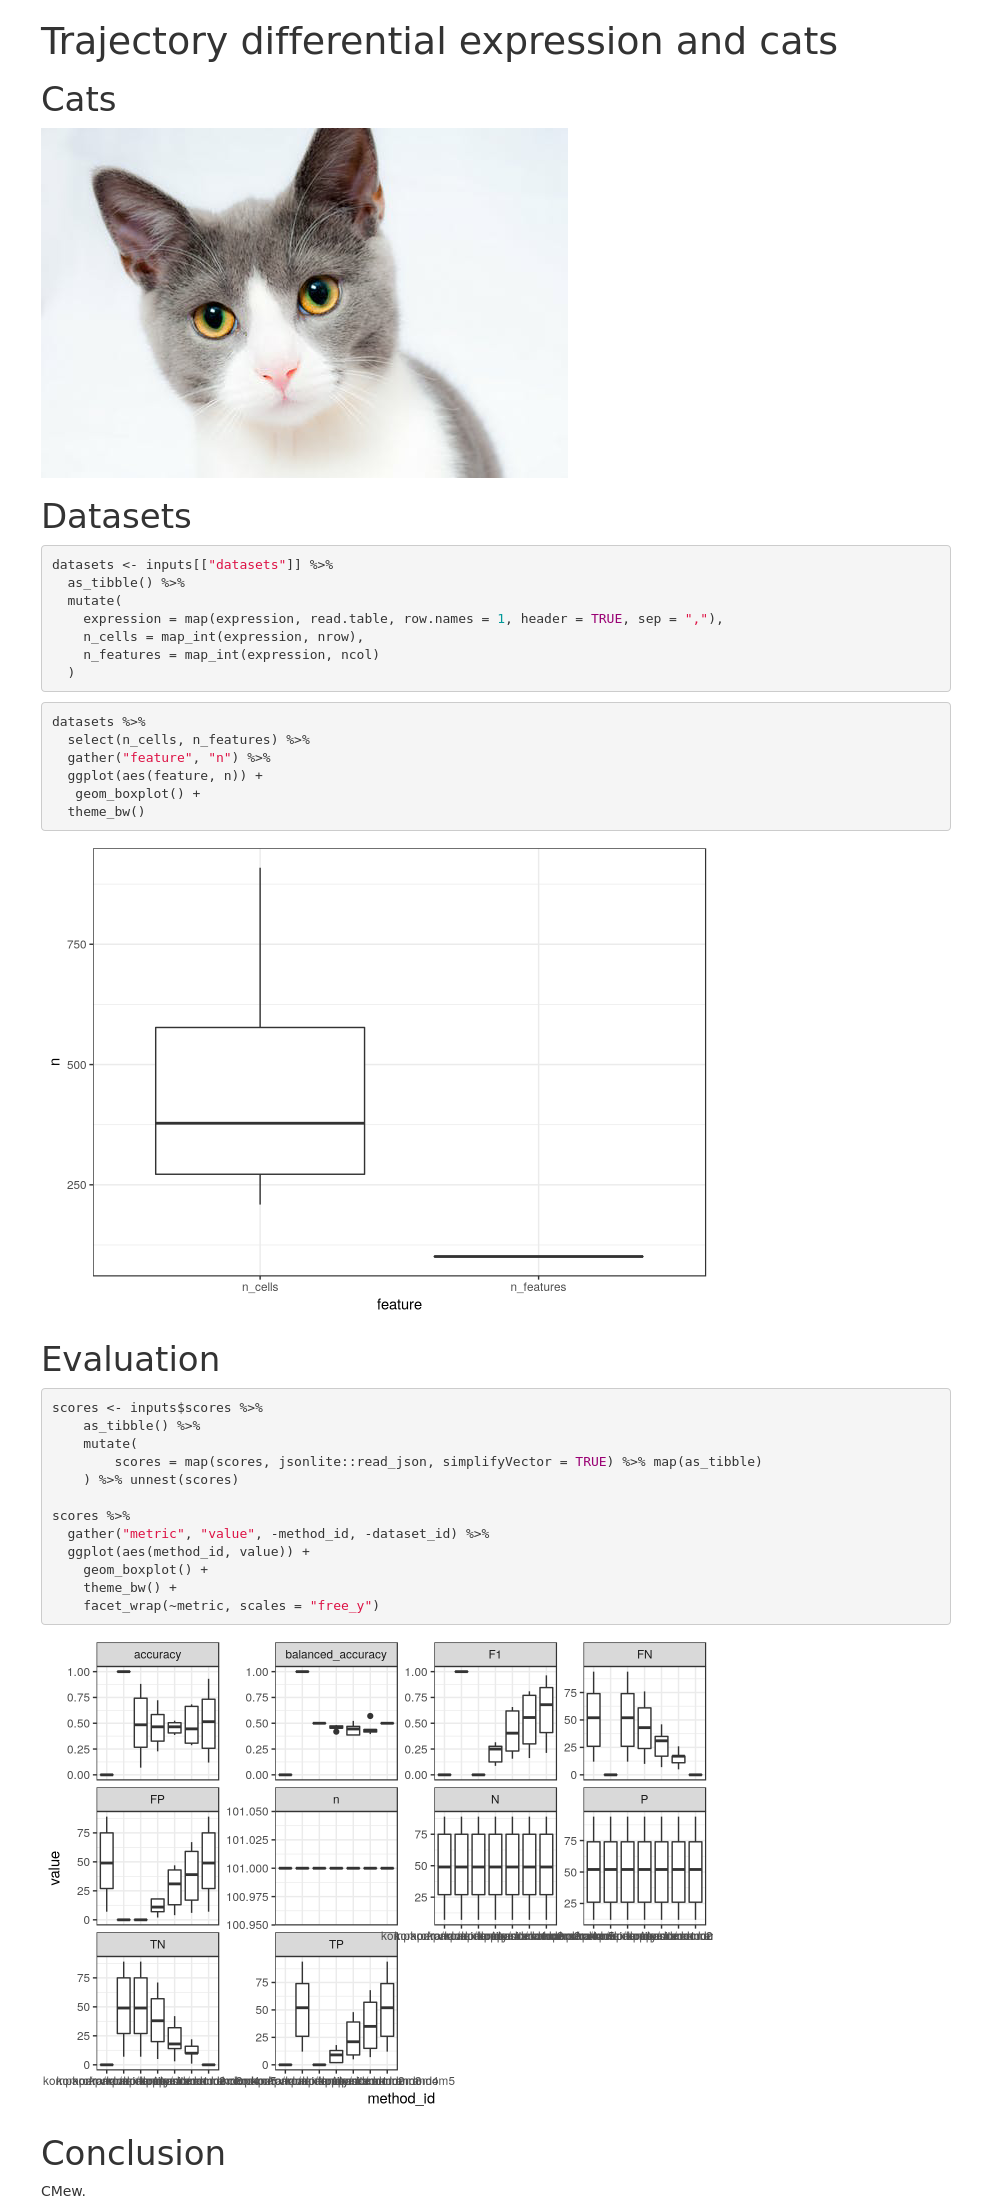 Trajectory differential expression and cats
Cats
Datasets
datasets <- inputs[["datasets"]] %>%
  as_tibble() %>%
  mutate(
    expression = map(expression, read.table, row.names = 1, header = TRUE, sep = ","),
    n_cells = map_int(expression, nrow),
    n_features = map_int(expression, ncol)
  )
datasets %>%
  select(n_cells, n_features) %>%
  gather("feature", "n") %>%
  ggplot(aes(feature, n)) +
   geom_boxplot() +
  theme_bw()
750
n
500
250
n_cells n_features
feature
Evaluation
scores <- inputs$scores %>%
    as_tibble() %>%
    mutate(
        scores = map(scores, jsonlite::read_json, simplifyVector = TRUE) %>% map(as_tibble)
    ) %>% unnest(scores)
scores %>%
  gather("metric", "value", -method_id, -dataset_id) %>%
  ggplot(aes(method_id, value)) +
    geom_boxplot() +
    theme_bw() +
    facet_wrap(~metric, scales = "free_y")
accuracy balanced_accuracy F1 FN
1.00 1.00 1.00
0.75 0.75 0.75 75
0.50 0.50 0.50 50
0.25 0.25 0.25 25
0.00 0.00 0.00 0
FP n N P
101.050
75 101.025 75 75
50 101.000 50 50
25 100.975 25 25
0 100.950
value
TN TP
75 75
50 50
25 25
0 0
method_id
Conclusion
CMew.